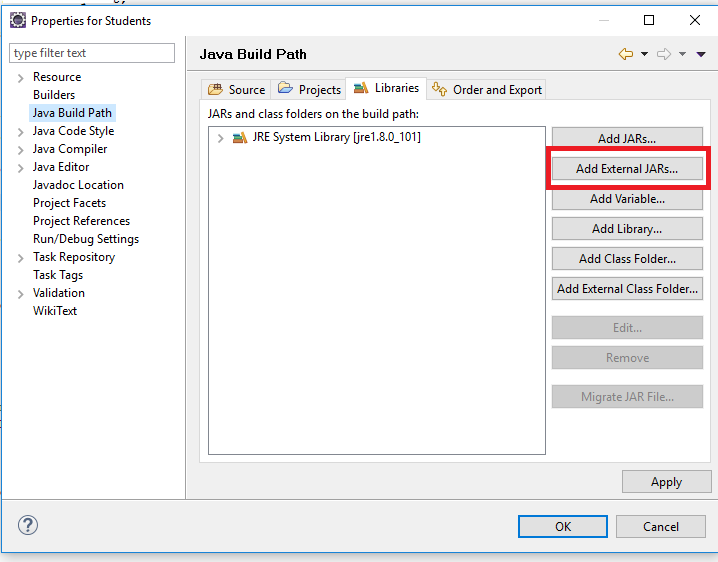 Properties for Students
type filter text
Resource
Builders
Java Build Path
Java Code Style
Java Compiler
Java Editor
Javadoc Location
Project Facets
Project References
Run/Debug Settings
Task Repository
Task Tags
Validation
WikiText
Java Build Path
Source Projects Libraries Order and Export
JARs and class folders on the build path:
JRE System Library [jre1.8.0_101]
Add JARs...
Add External JARs...
Add Variable...
Add Library...
Add Class Folder...
Add External Class Folder...
Edit...
Remove
Migrate JAR File...
Apply
OK Cancel